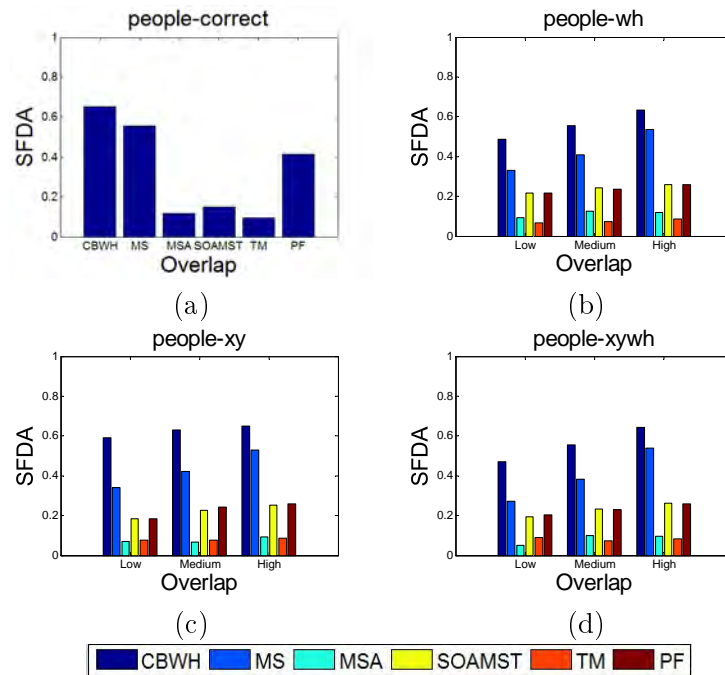 people-correct
1
0.8
0.6
0.4
0.2
0
SFDA
CBWH MS MSA SOAMST TM PF
Overlap
(a)
people-wh
1
0.8
0.6
0.4
0.2
0
SFDA
Low Medium High
Overlap
(b)
people-xy
1
0.8
0.6
0.4
0.2
0
SFDA
Low Medium High
Overlap
(c)
people-xywh
1
0.8
0.6
0.4
0.2
0
SFDA
Low Medium High
Overlap
(d)
CBWH MS MSA SOAMST TM PF